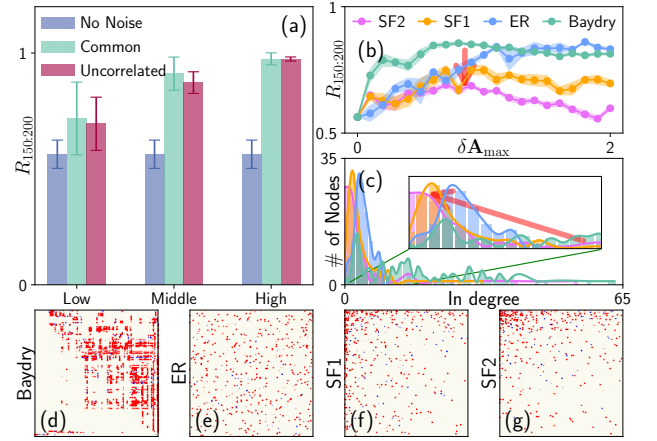 No Noise
Common
Uncorrelated
(a)
1
0
R150:200
Low
Middle
High
SF2
SF1
ER
Baydry
(b)
1
0.5
R150:200
0
δAmax
2
35
(c)
# of Nodes
0
In degree
65
Baydry
(d)
ER
(e)
SF1
(f)
SF2
(g)